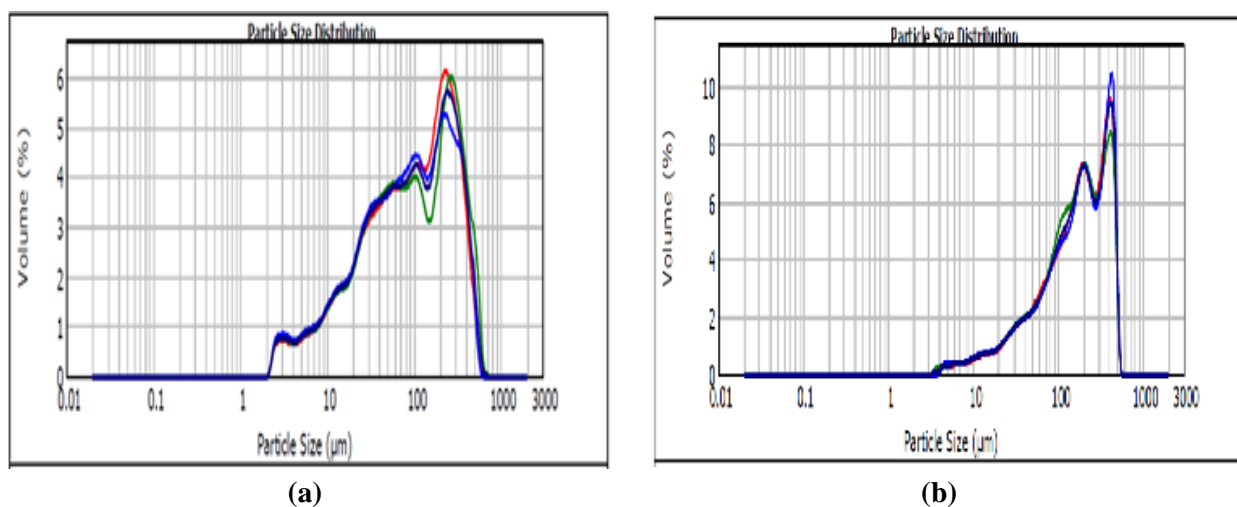 Particle Size Distribution
Volume (%)
6
5
4
3
2
1
0
0.01 0.1 1 10 100 1000 3000
Particle Size (µm)
(a)
Particle Size Distribution
Volume (%)
10
8
6
4
2
0
0.01 0.1 1 10 100 1000 3000
Particle Size (µm)
(b)